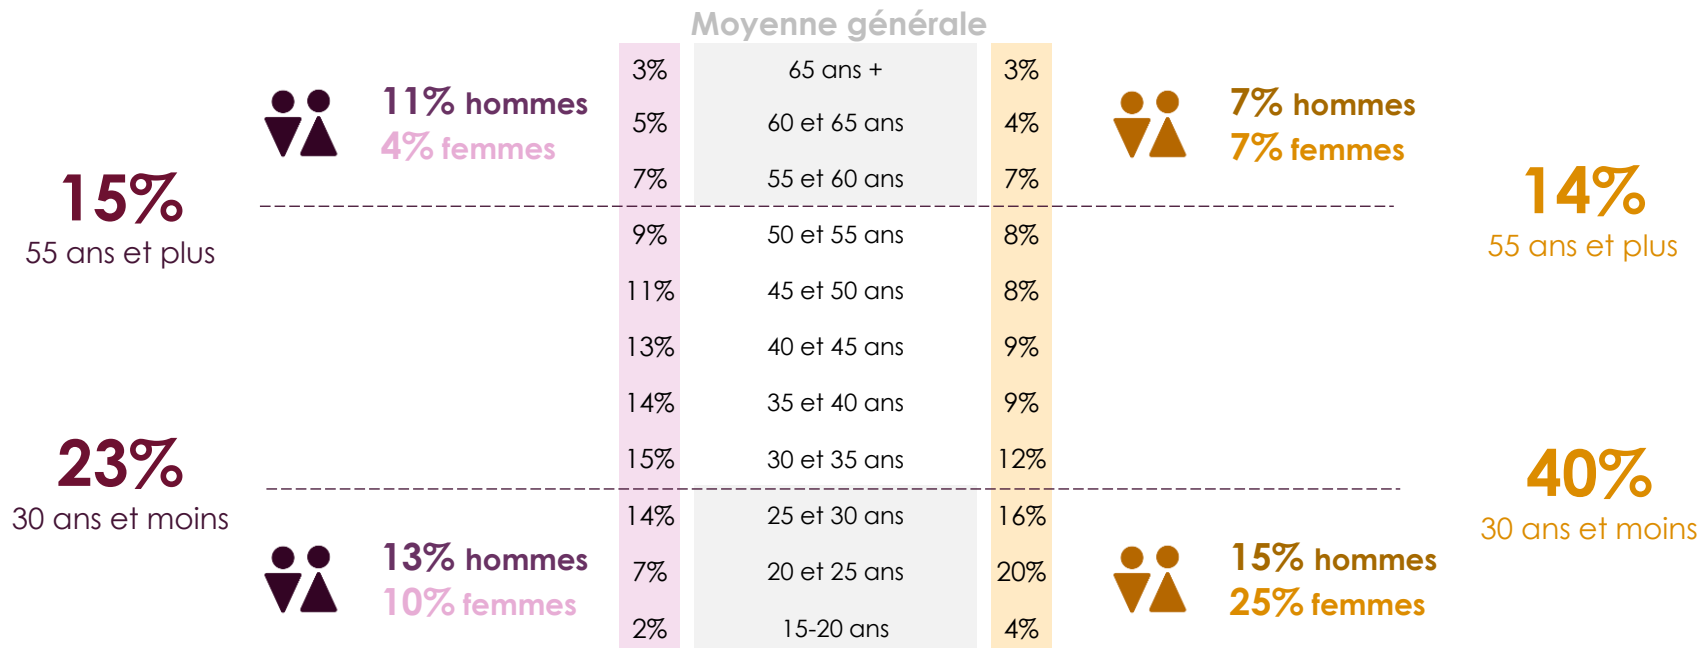 Moyenne générale
3% 65 ans + 3%
11% hommes
4% femmes
7% hommes
7% femmes
5% 60 et 65 ans 4%
7% 55 et 60 ans 7%
15%
55 ans et plus
14%
55 ans et plus
9% 50 et 55 ans 8%
11% 45 et 50 ans 8%
13% 40 et 45 ans 9%
14% 35 et 40 ans 9%
15% 30 et 35 ans 12%
23%
30 ans et moins
40%
30 ans et moins
14% 25 et 30 ans 16%
13% hommes
10% femmes
15% hommes
25% femmes
7% 20 et 25 ans 20%
2% 15-20 ans 4%